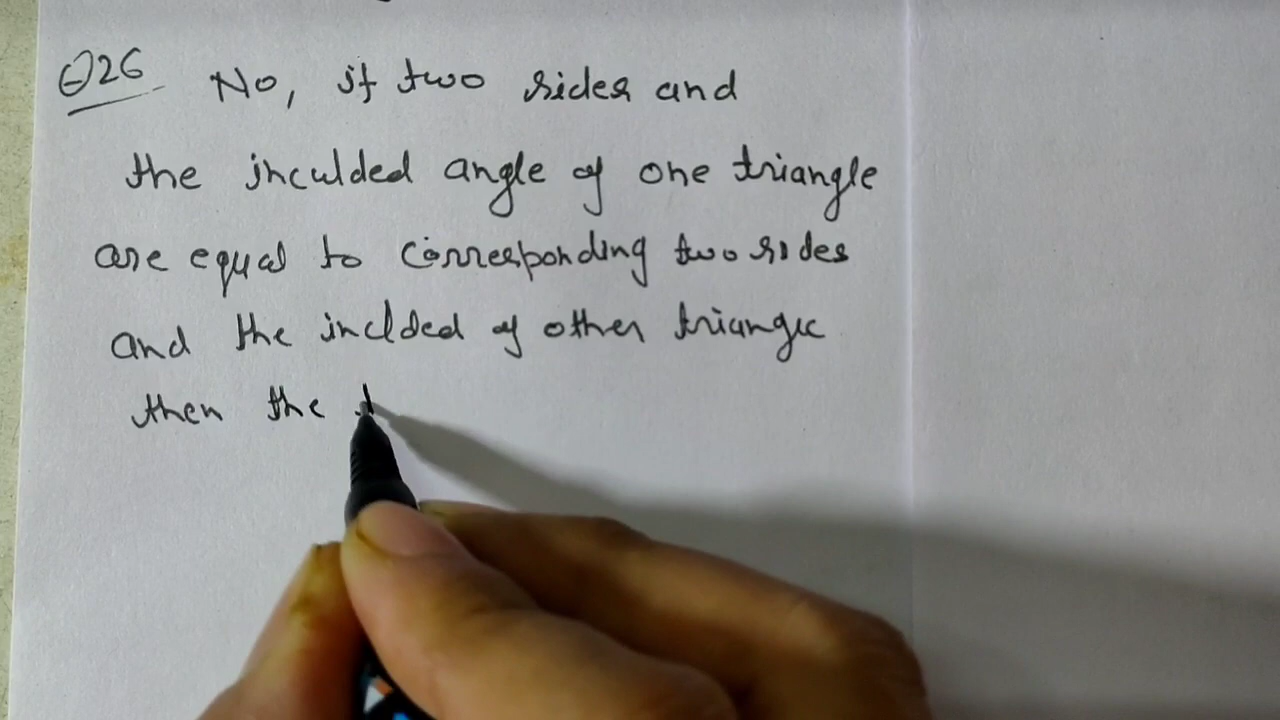 Q26 No, if two sides and
the inculded angle of one triangle
are equal to corresponding two sides
and the inclded of other triangle
then the